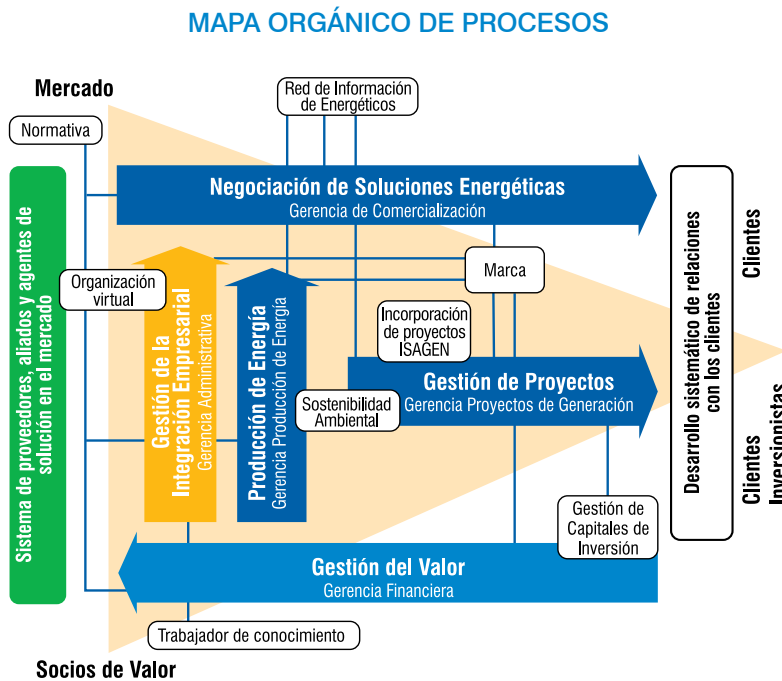 MAPA ORGÁNICO DE PROCESOS
Mercado
Red de Información
de Energéticos
Normativa
Negociación de Soluciones Energéticas
Gerencia de Comercialización
Sistema de proveedores, aliados y agentes de
solución en el mercado
Organización
virtual
Gestión de la
Integración Empresarial
Gerencia Administrativa
Producción de Energía
Gerencia Producción de Energía
Marca
Incorporación
de proyectos
ISAGEN
Gestión de Proyectos
Gerencia Proyectos de Generación
Sostenibilidad
Ambiental
Desarrollo sistemático de relaciones
con los clientes
Clientes
Clientes
Inversionistas
Gestión de
Capitales de
Inversión
Gestión del Valor
Gerencia Financiera
Trabajador de conocimiento
Socios de Valor